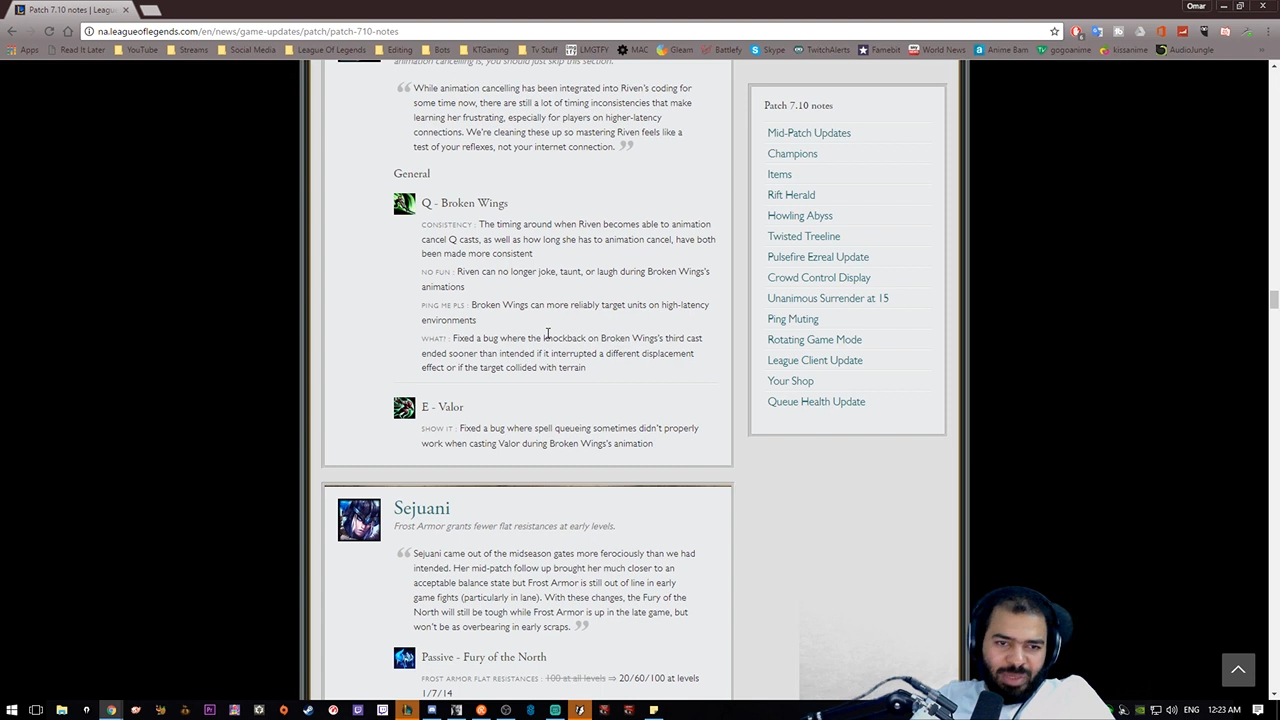 Patch 7.10 notes | Leagu
Omar
na.leagueoflegends.com/en/news/game-updates/patch/patch-710-notes
Apps Read It Later YouTube Streams Social Media League Of Legends Editing Bots KTGaming Tv Stuff LMGTFY MAC Gleam Battlefy Skype TwitchAlerts Famebit World News Anime Bam gogoanime kissanime AudioJungle
animation cancelling is, you should just skip this section.
While animation cancelling has been integrated into Riven's coding for
some time now, there are still a lot of timing inconsistencies that make
learning her frustrating, especially for players on higher-latency
connections. We're cleaning these up so mastering Riven feels like a
test of your reflexes, not your internet connection.
General
Q - Broken Wings
CONSISTENCY : The timing around when Riven becomes able to animation
cancel Q casts, as well as how long she has to animation cancel, have both
been made more consistent
NO FUN : Riven can no longer joke, taunt, or laugh during Broken Wings's
animations
PING ME PLS : Broken Wings can more reliably target units on high-latency
environments
WHAT? : Fixed a bug where the knockback on Broken Wings's third cast
ended sooner than intended if it interrupted a different displacement
effect or if the target collided with terrain
E - Valor
SHOW IT : Fixed a bug where spell queueing sometimes didn't properly
work when casting Valor during Broken Wings's animation
Sejuani
Frost Armor grants fewer flat resistances at early levels.
Sejuani came out of the midseason gates more ferociously than we had
intended. Her mid-patch follow up brought her much closer to an
acceptable balance state but Frost Armor is still out of line in early
game fights (particularly in lane). With these changes, the Fury of the
North will still be tough while Frost Armor is up in the late game, but
won't be as overbearing in early scraps.
Passive - Fury of the North
FROST ARMOR FLAT RESISTANCES : 100 at all levels ⇒ 20/60/100 at levels
1/7/14
Patch 7.10 notes
Mid-Patch Updates
Champions
Items
Rift Herald
Howling Abyss
Twisted Treeline
Pulsefire Ezreal Update
Crowd Control Display
Unanimous Surrender at 15
Ping Muting
Rotating Game Mode
League Client Update
Your Shop
Queue Health Update
ENG 12:23 AM